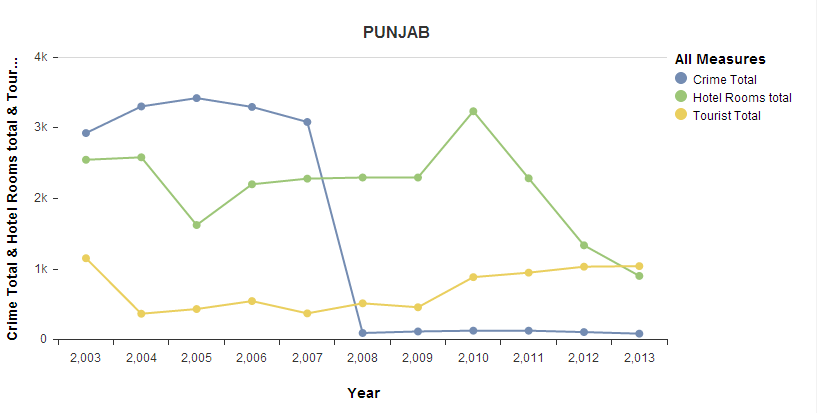 PUNJAB
Crime Total & Hotel Rooms total & Tour...
4k
3k
2k
1k
0
2,003 2,004 2,005 2,006 2,007 2,008 2,009 2,010 2,011 2,012 2,013
Year
All Measures
Crime Total
Hotel Rooms total
Tourist Total